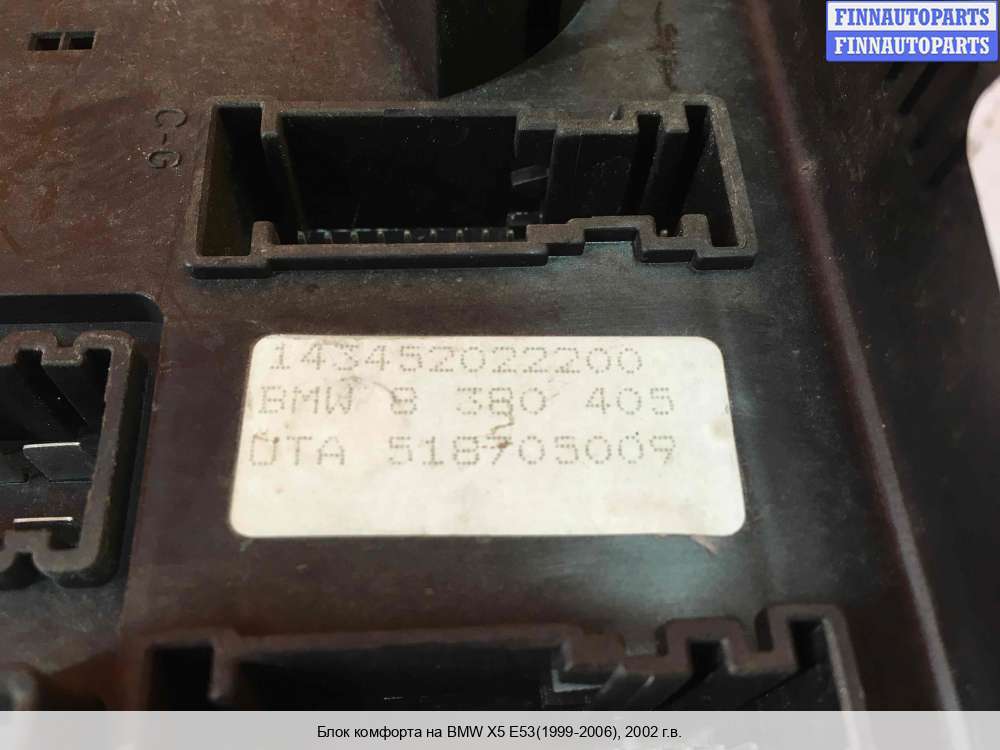 FINNAUTOPARTS
FINNAUTOPARTS
C-G
143452022200
BMW 8 380 405
DTA 518705009
Блок комфорта на BMW X5 E53(1999-2006), 2002 г.в.